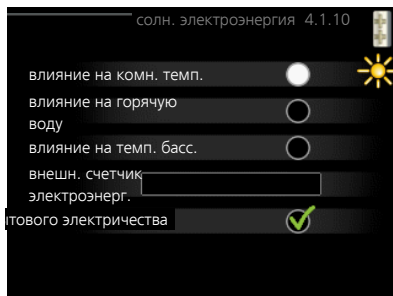 солн. электроэнергия 4.1.10
влияние на комн. темп.
влияние на горячую
воду
влияние на темп. басс.
внешн. счетчик
электроэнерг.
электричества